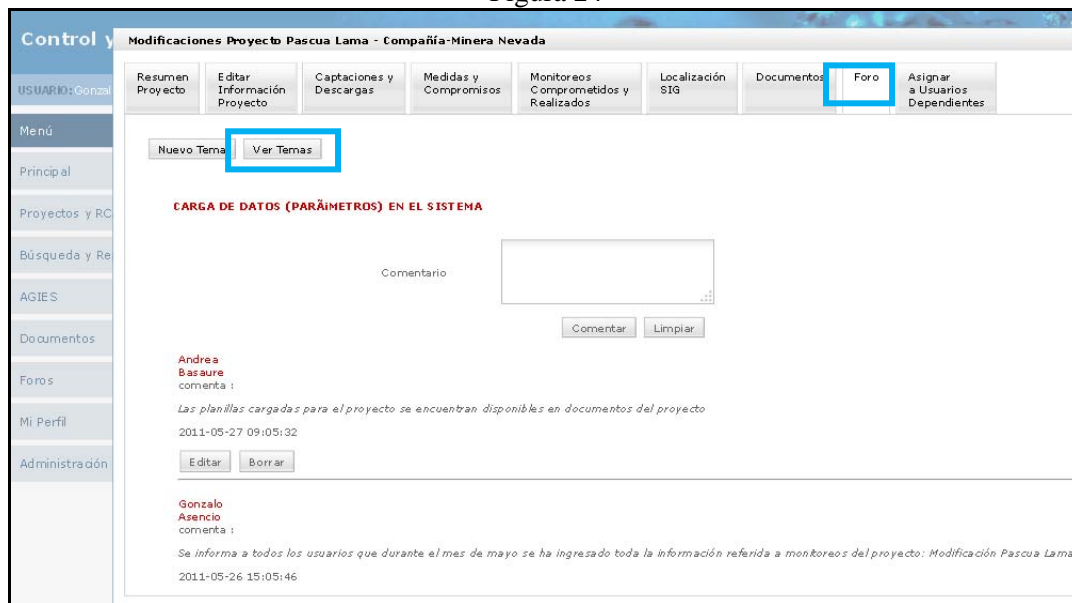 Control y
Modificaciones Proyecto Pascua Lama - Compañía-Minera Nevada
USUARIO: Gonzal
Resumen Proyecto
Editar Información Proyecto
Captaciones y Descargas
Medidas y Compromisos
Monitoreos Comprometidos y Realizados
Localización SIG
Documentos
Foro
Asignar a Usuarios Dependientes
Menú
Principal
Proyectos y RC
Búsqueda y Re
AGIES
Documentos
Foros
Mi Perfil
Administración
Nuevo Tema
Ver Temas
CARGA DE DATOS (PARÃ¡METROS) EN EL SISTEMA
Comentario
Comentar
Limpiar
Andrea
Basaure
comenta :
Las planillas cargadas para el proyecto se encuentran disponibles en documentos del proyecto
2011-05-27 09:05:32
Editar
Borrar
Gonzalo
Asencio
comenta :
Se informa a todos los usuarios que durante el mes de mayo se ha ingresado toda la información referida a monitoreos del proyecto: Modificación Pascua Lama
2011-05-26 15:05:46